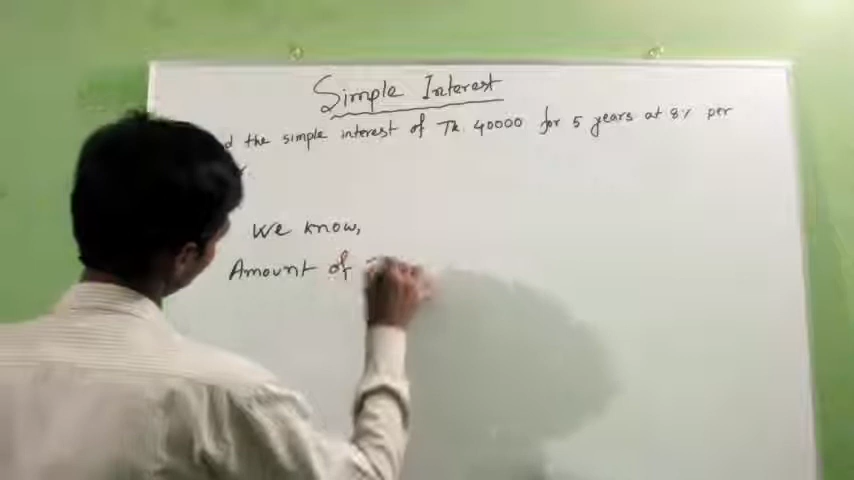 Simple Interest
the simple interest of Tk 40000 for 5 years at 8% per
We know,
Amount of